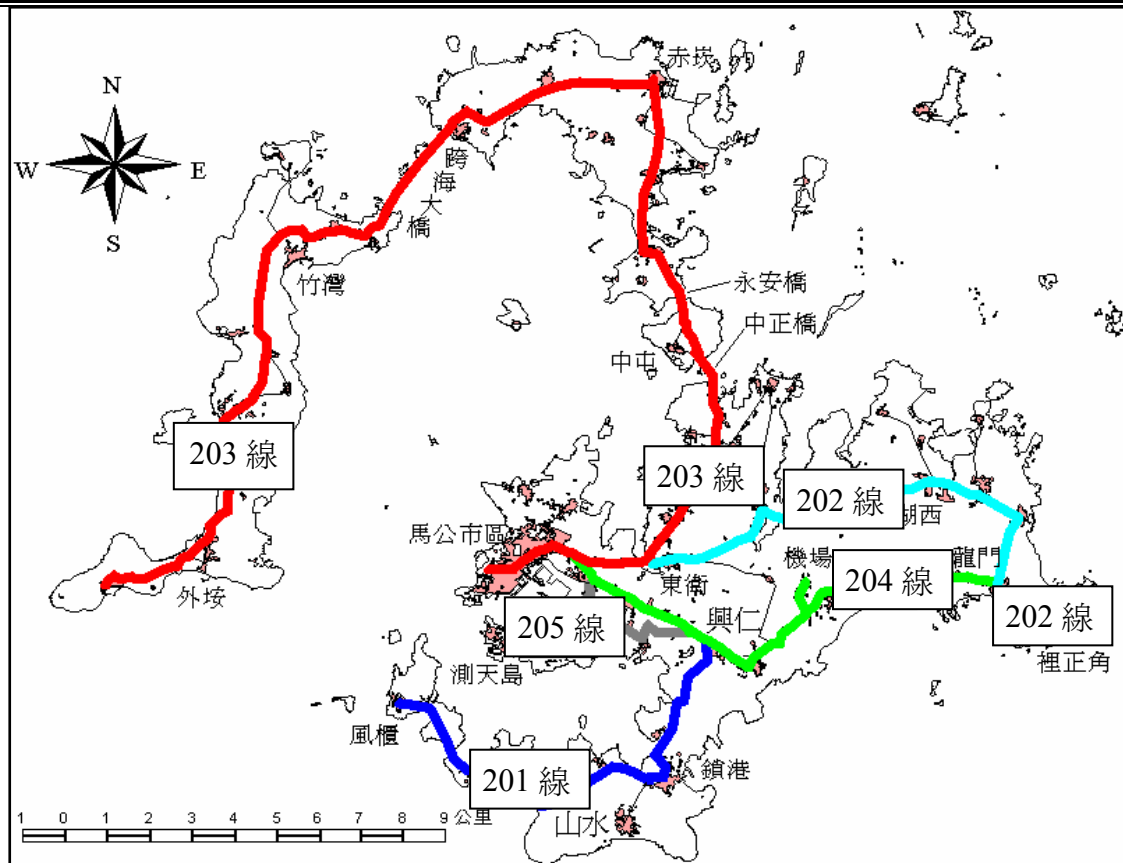 N
W E
S
赤崁
跨海大橋
竹灣
永安橋
中正橋
中屯
203 線
203 線
202 線
湖西
馬公市區
機場
龍門
204 線
東衛
外垵
205 線
興仁
202 線
裡正角
測天島
風櫃
201 線
鎖港
山水
1 0 1 2 3 4 5 6 7 8 9 公里